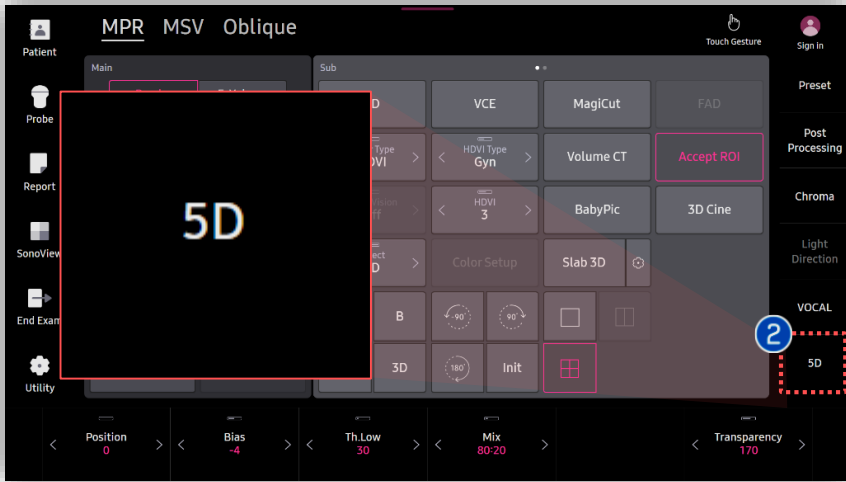 MPR MSV Oblique
Touch Gesture
Sign In
Patient
Probe
Report
SonoView
End Exam
Utility
Main
Sub
5D
D
VCE
MagiCut
FAD
Type
HDVI Type
Gyn
Volume CT
Accept ROI
HDVI
3
BabyPic
3D Cine
D
Color Setup
Slab 3D
B
-90°
90°
3D
180°
Init
Preset
Post
Processing
Chroma
Light
Direction
VOCAL
2
5D
Position
0
Bias
-4
Th.Low
30
Mix
80:20
Transparency
170